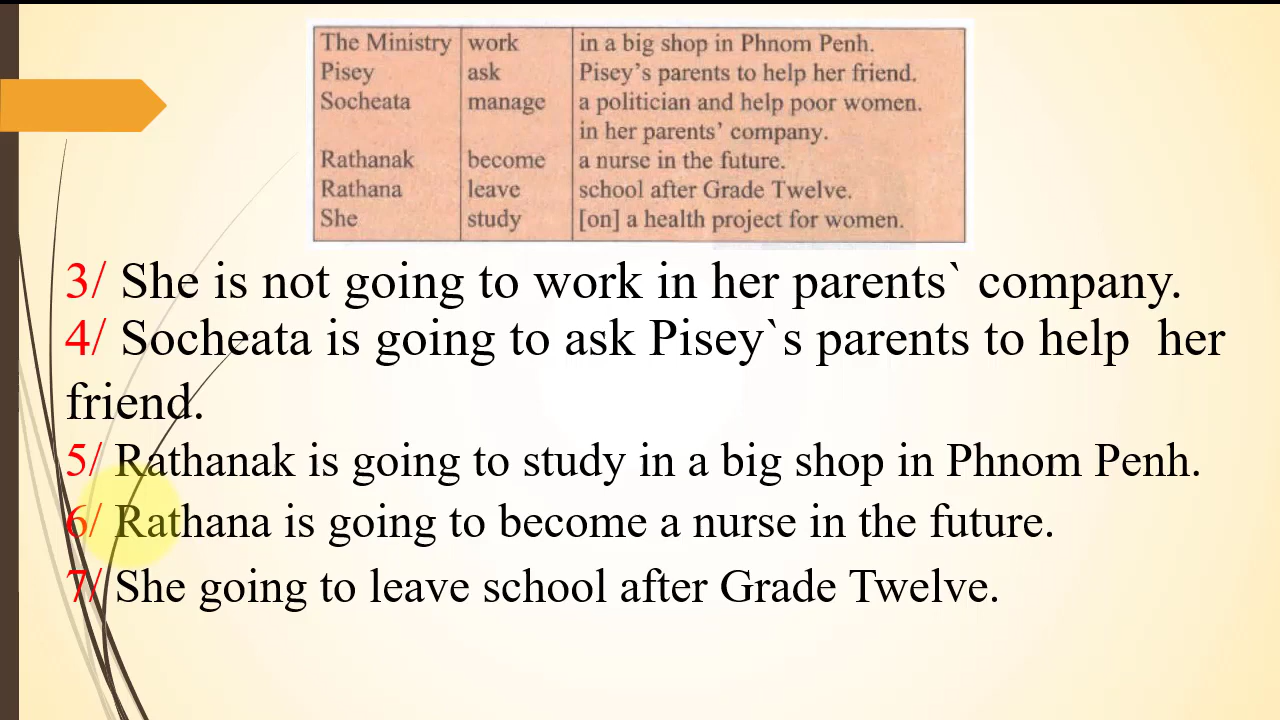 The Ministry work in a big shop in Phnom Penh.
Pisey ask Pisey's parents to help her friend.
Socheata manage a politician and help poor women.
in her parents' company.
Rathanak become a nurse in the future.
Rathana leave school after Grade Twelve.
She study [on] a health project for women.
3/ She is not going to work in her parents` company.
4/ Socheata is going to ask Pisey`s parents to help her
friend.
5/ Rathanak is going to study in a big shop in Phnom Penh.
6/ Rathana is going to become a nurse in the future.
7/ She going to leave school after Grade Twelve.